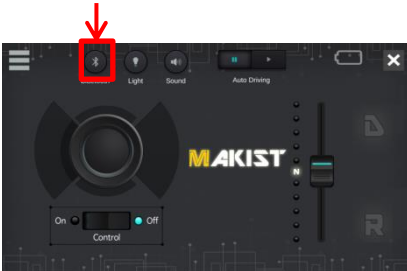 Light
Sound
Auto Driving
MAKIST
D
N
R
On
Off
Control